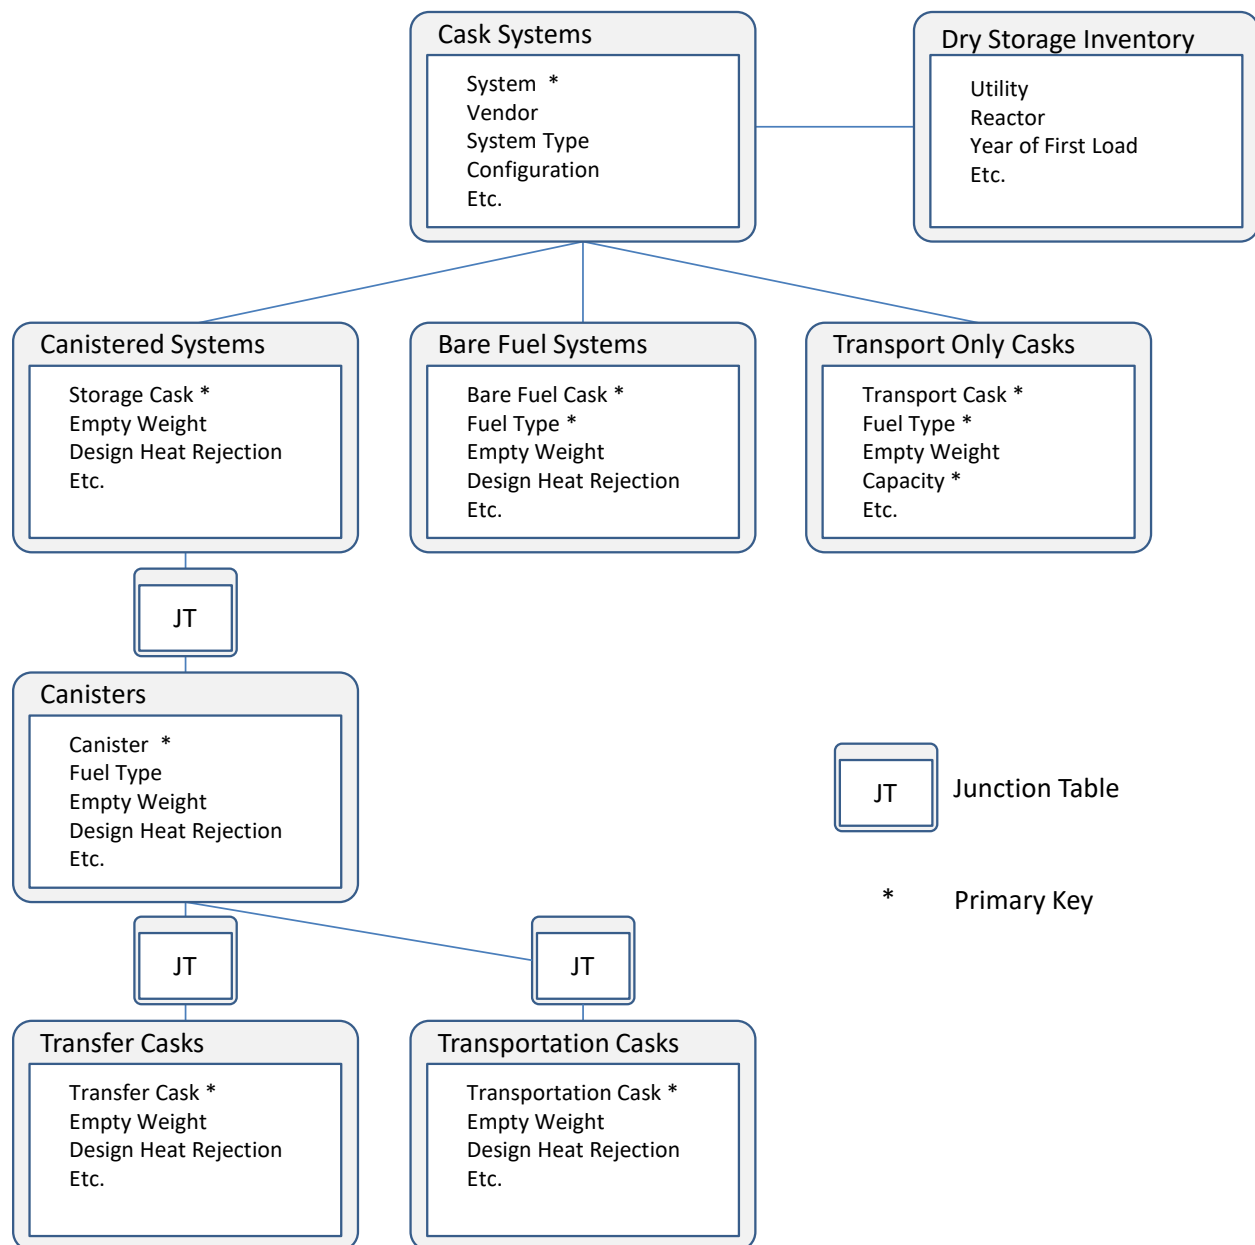 Cask Systems
System *
Vendor
System Type
Configuration
Etc.
Dry Storage Inventory
Utility
Reactor
Year of First Load
Etc.
Canistered Systems
Storage Cask *
Empty Weight
Design Heat Rejection
Etc.
Bare Fuel Systems
Bare Fuel Cask *
Fuel Type *
Empty Weight
Design Heat Rejection
Etc.
Transport Only Casks
Transport Cask *
Fuel Type *
Empty Weight
Capacity *
Etc.
JT
Canisters
Canister *
Fuel Type
Empty Weight
Design Heat Rejection
Etc.
JT
Junction Table
* Primary Key
JT
JT
Transfer Casks
Transfer Cask *
Empty Weight
Design Heat Rejection
Etc.
Transportation Casks
Transportation Cask *
Empty Weight
Design Heat Rejection
Etc.